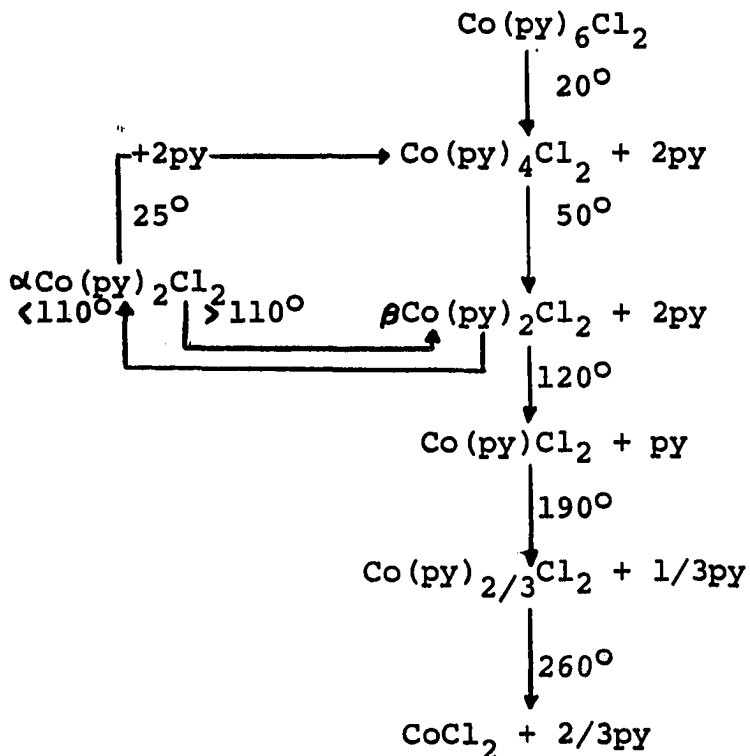 Co(py)₆Cl₂
20°
+2py Co(py)₄Cl₂ + 2py
25° 50°
αCo(py)₂Cl₂
<110° >110° βCo(py)₂Cl₂ + 2py
120°
Co(py)Cl₂ + py
190°
Co(py)₂/₃Cl₂ + 1/3py
260°
CoCl₂ + 2/3py